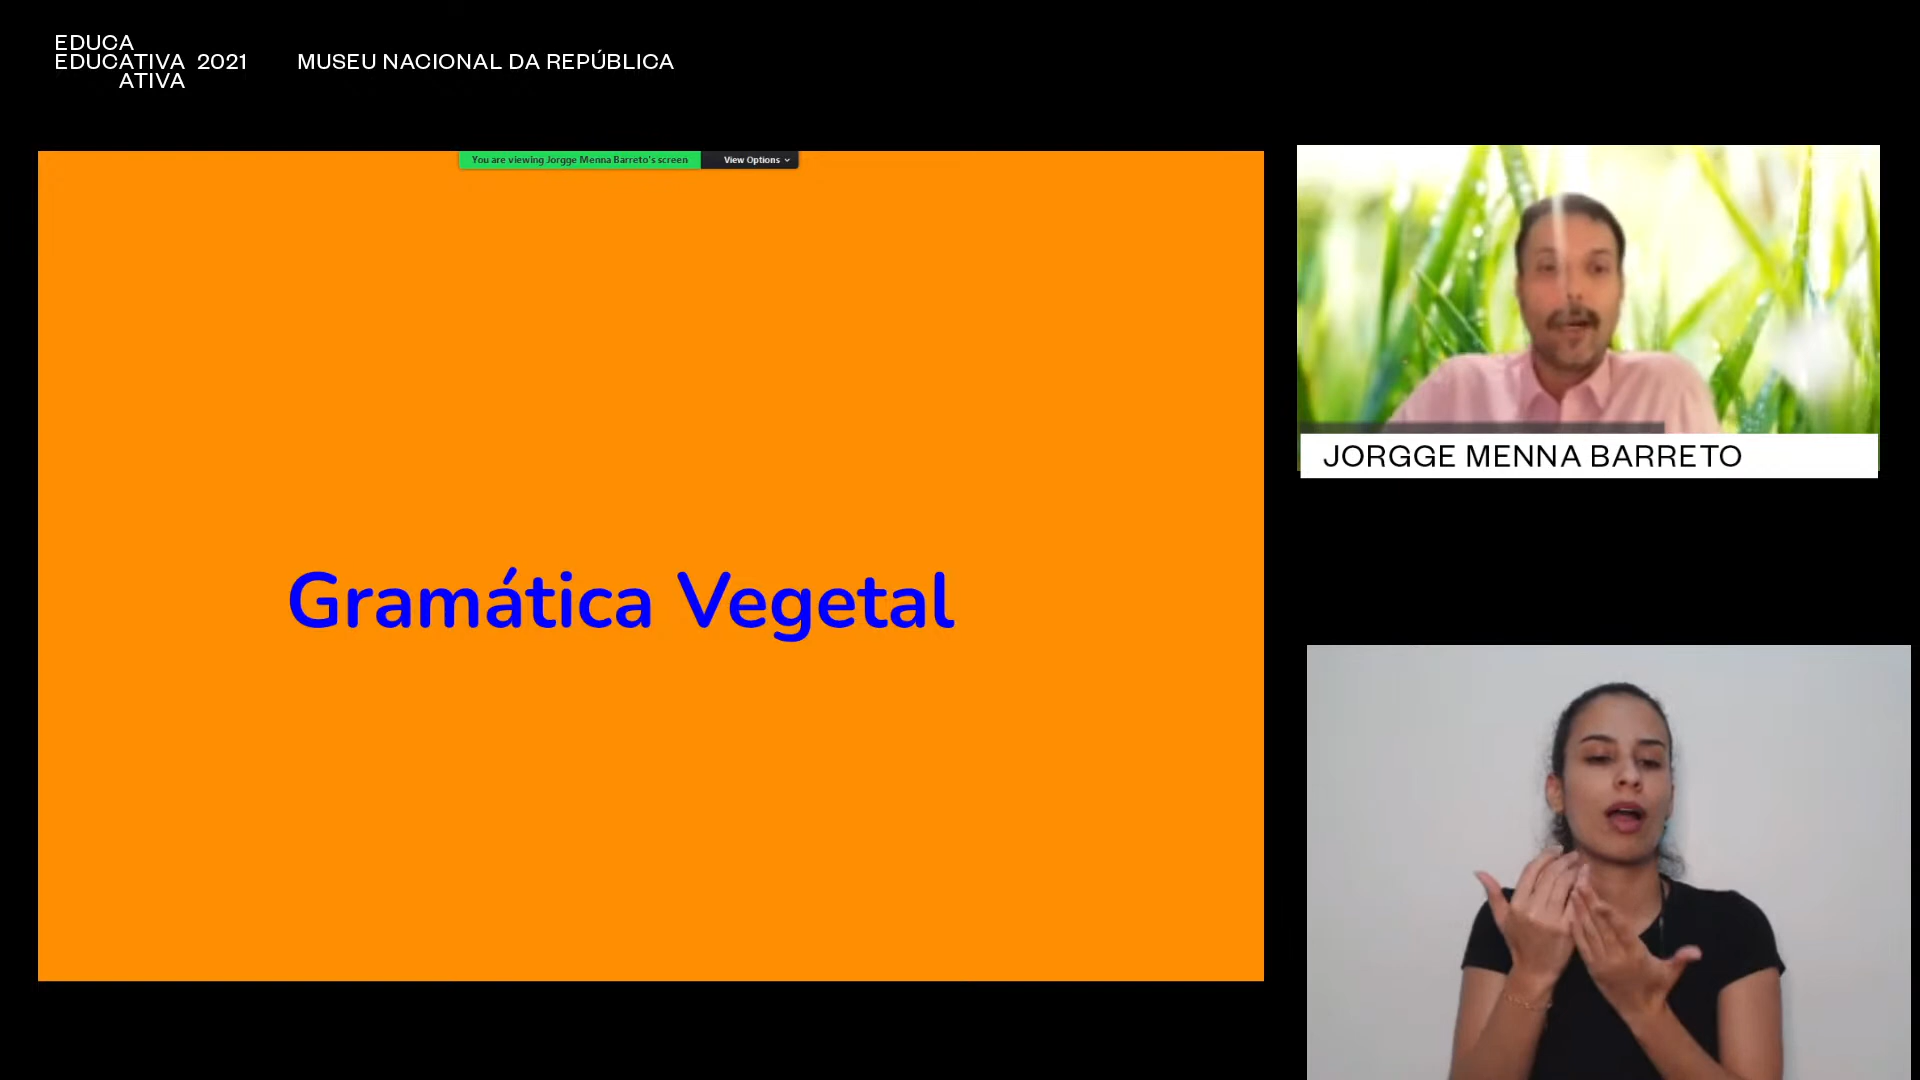 EDUCA
EDUCATIVA 2021
ATIVA
MUSEU NACIONAL DA REPÚBLICA
You are viewing Jorgge Menna Barreto's screen
View Options
Gramática Vegetal
JORGGE MENNA BARRETO